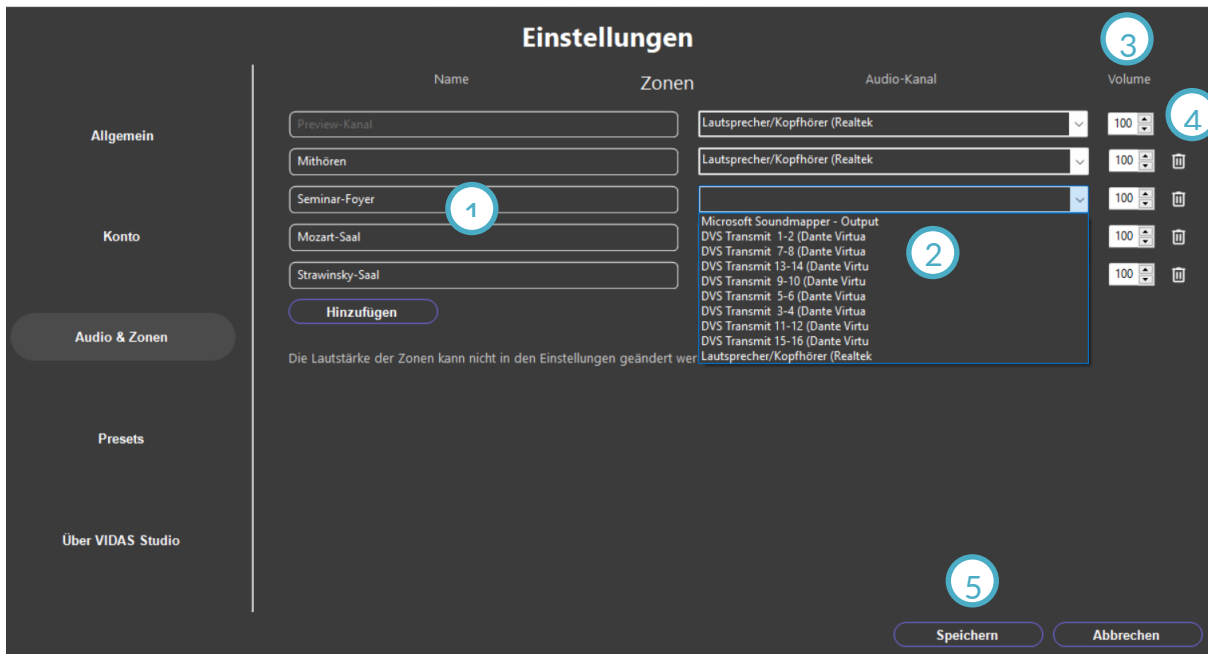 Einstellungen
3
Name Zonen Audio-Kanal Volume
Allgemein
Konto
Audio & Zonen
Presets
Über VIDAS Studio
Preview-Kanal Lautsprecher/Kopfhörer (Realtek 100 4
Mithören Lautsprecher/Kopfhörer (Realtek 100
Seminar-Foyer 1 100
Mozart-Saal 100
Strawinsky-Saal 100
Hinzufügen
Microsoft Soundmapper - Output
DVS Transmit 1-2 (Dante Virtua
DVS Transmit 7-8 (Dante Virtua
DVS Transmit 13-14 (Dante Virtu
DVS Transmit 9-10 (Dante Virtu
DVS Transmit 5-6 (Dante Virtua
DVS Transmit 3-4 (Dante Virtua
DVS Transmit 11-12 (Dante Virtu
DVS Transmit 15-16 (Dante Virtu
Lautsprecher/Kopfhörer (Realtek
2
Die Lautstärke der Zonen kann nicht in den Einstellungen geändert wer
5
Speichern Abbrechen